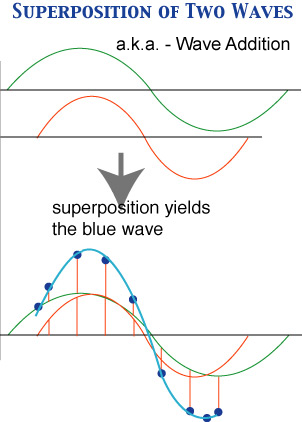 Superposition of Two Waves
a.k.a. - Wave Addition
superposition yields
the blue wave